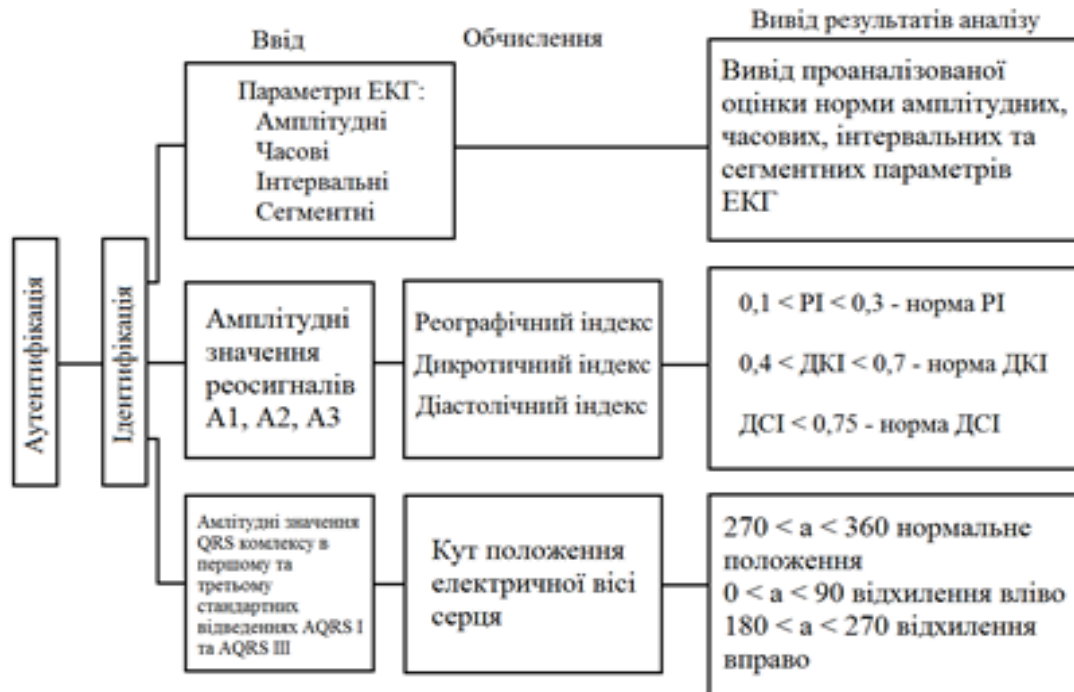 Ввід
Обчислення
Вивід результатів аналізу
Аутентифікація
Ідентифікація
Параметри ЕКГ:
Амплітудні
Часові
Інтервальні
Сегментні
Вивід проаналізованої
оцінки норми амплітудних,
часових, інтервальних та
сегментних параметрів
ЕКГ
Амплітудні
значення
реосигналів
А1, А2, А3
Реографічний індекс
Дикротичний індекс
Діастолічний індекс
0,1 < РІ < 0,3 - норма РІ
0,4 < ДКІ < 0,7 - норма ДКІ
ДСІ < 0,75 - норма ДСІ
Амлітудні значення
QRS комлексу в
першому та
третьому
стандартних
відведеннях AQRS I
та AQRS III
Кут положення
електричної вісі
серця
270 < a < 360 нормальне
положення
0 < a < 90 відхилення вліво
180 < a < 270 відхилення
вправо